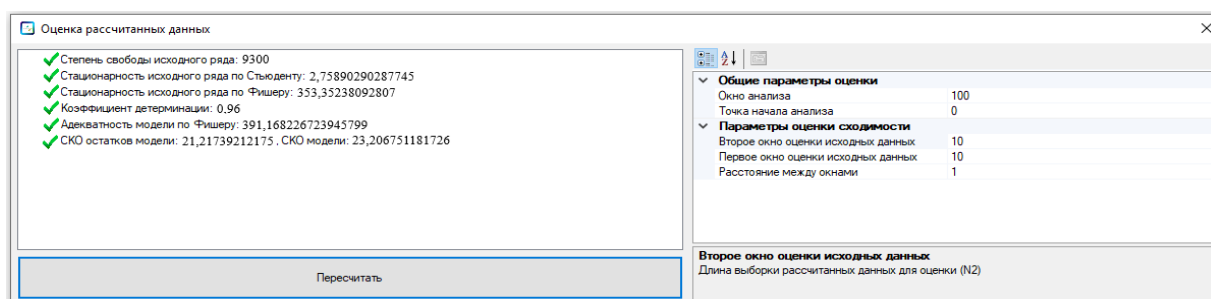 Оценка рассчитанных данных
Степень свободы исходного ряда: 9300
Стационарность исходного ряда по Стьюденту: 2,75890290287745
Стационарность исходного ряда по Фишеру: 353,35238092807
Коэффициент детерминации: 0.96
Адекватность модели по Фишеру: 391,168226723945799
СКО остатков модели: 21,21739212175 . СКО модели: 23,206751181726
Пересчитать
Общие параметры оценки
Окно анализа 100
Точка начала анализа 0
Параметры оценки сходимости
Второе окно оценки исходных данных 10
Первое окно оценки исходных данных 10
Расстояние между окнами 1
Второе окно оценки исходных данных
Длина выборки рассчитанных данных для оценки (N2)